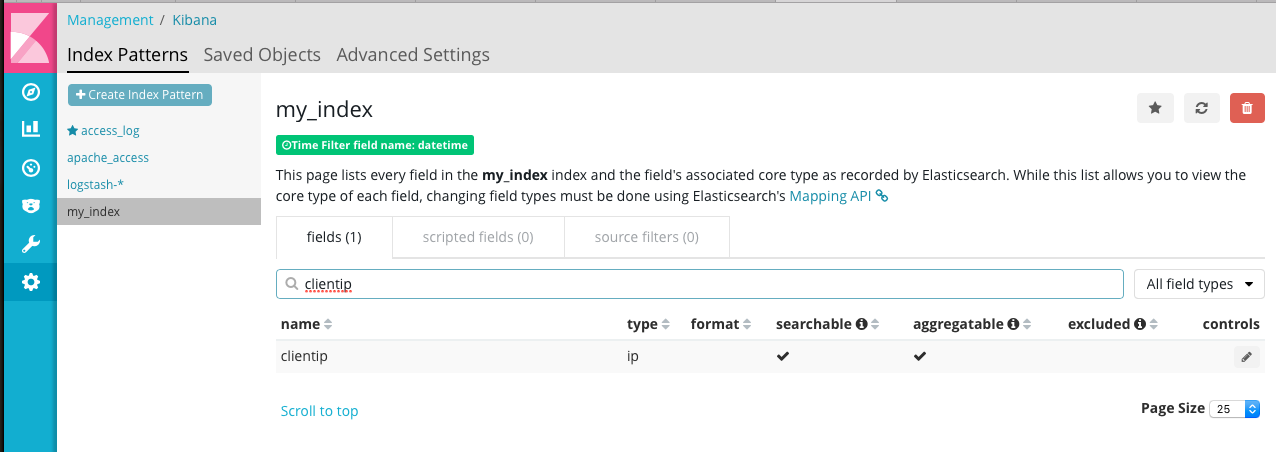 Management / Kibana
Index Patterns Saved Objects Advanced Settings
+ Create Index Pattern
access_log
apache_access
logstash-*
my_index
my_index
Time Filter field name: datetime
This page lists every field in the my_index index and the field's associated core type as recorded by Elasticsearch. While this list allows you to view the
core type of each field, changing field types must be done using Elasticsearch's Mapping API
fields (1) scripted fields (0) source filters (0)
clientip All field types
name type format searchable aggregatable excluded controls
clientip ip
Scroll to top Page Size 25